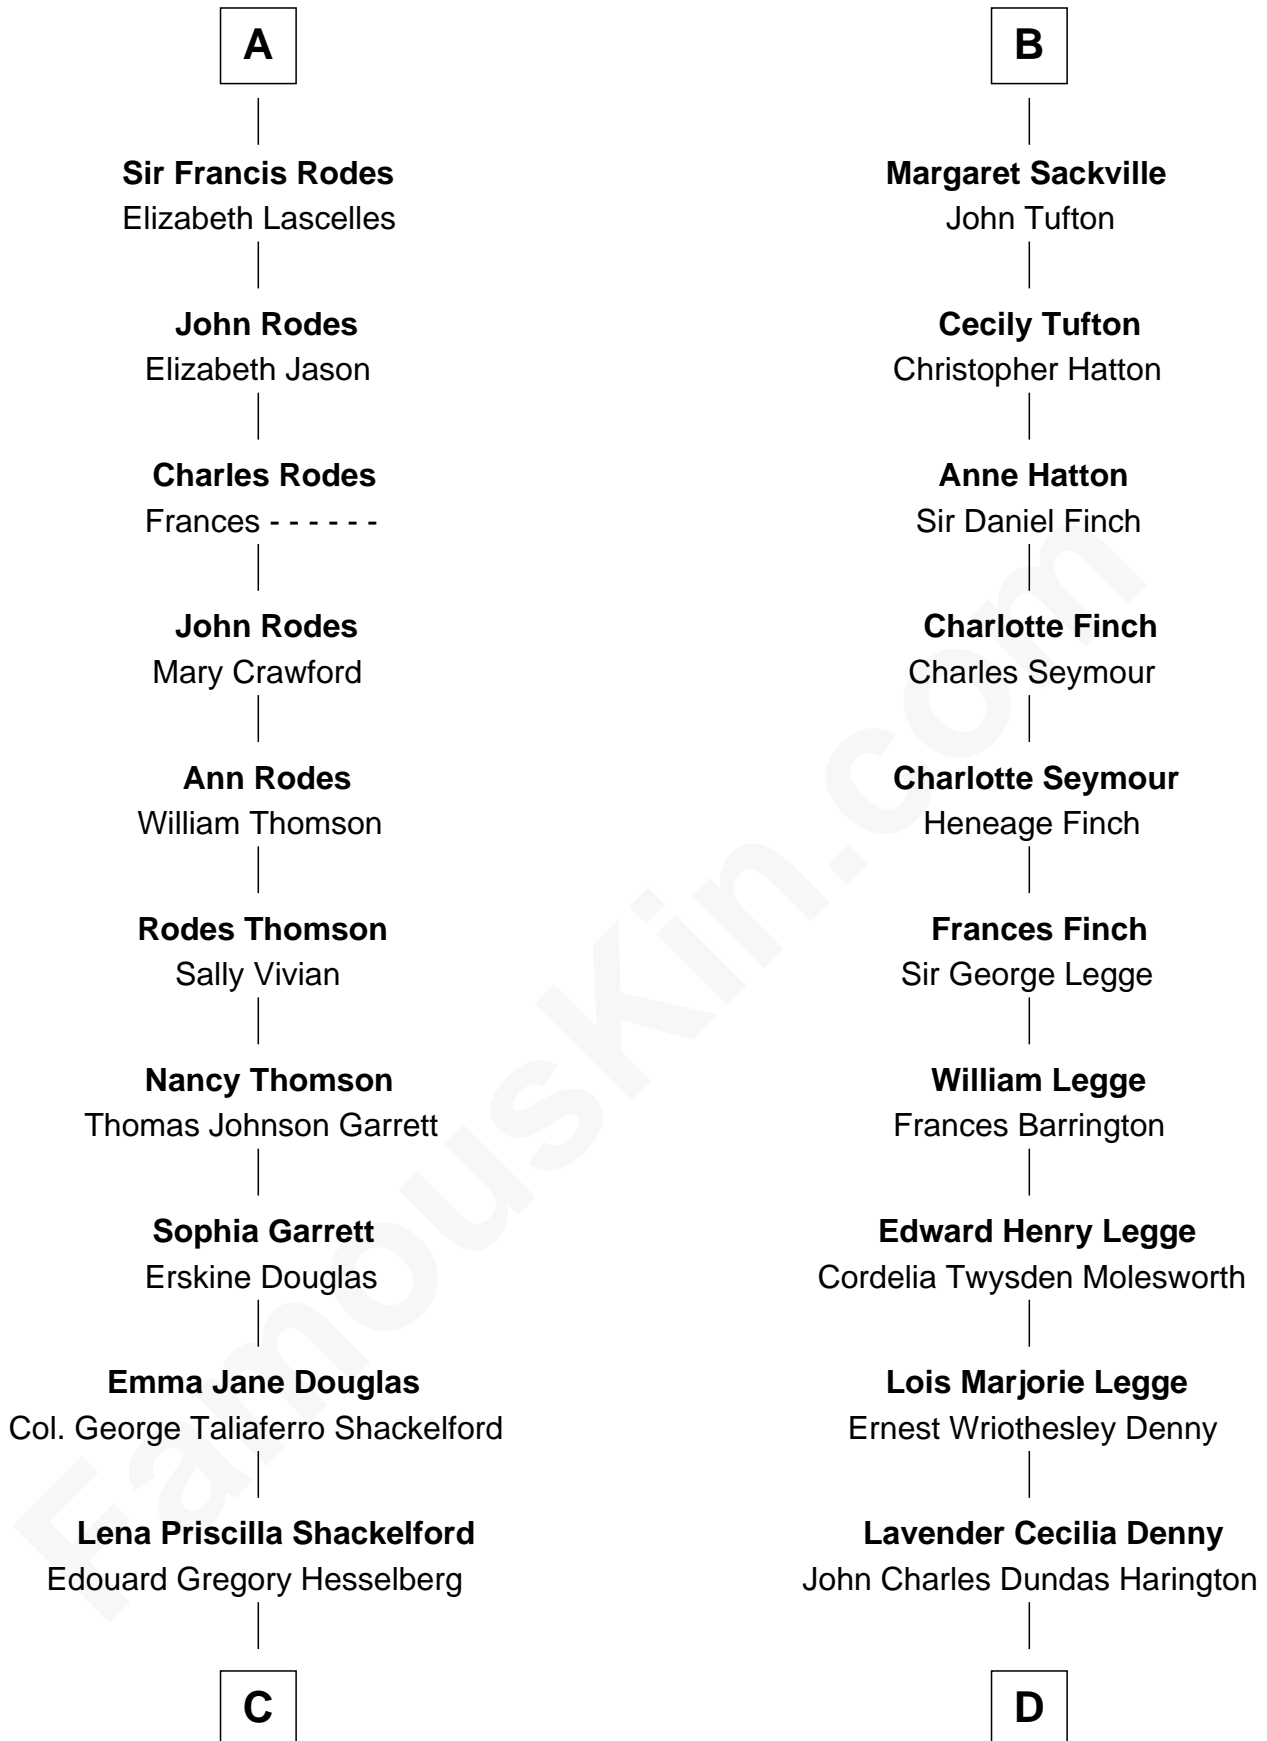 A
Sir Francis Rodes
Elizabeth Lascelles
John Rodes
Elizabeth Jason
Charles Rodes
Frances - - - - - -
John Rodes
Mary Crawford
Ann Rodes
William Thomson
Rodes Thomson
Sally Vivian
Nancy Thomson
Thomas Johnson Garrett
Sophia Garrett
Erskine Douglas
Emma Jane Douglas
Col. George Taliaferro Shackelford
Lena Priscilla Shackelford
Edouard Gregory Hesselberg
C
B
Margaret Sackville
John Tufton
Cecily Tufton
Christopher Hatton
Anne Hatton
Sir Daniel Finch
Charlotte Finch
Charles Seymour
Charlotte Seymour
Heneage Finch
Frances Finch
Sir George Legge
William Legge
Frances Barrington
Edward Henry Legge
Cordelia Twysden Molesworth
Lois Marjorie Legge
Ernest Wriothesley Denny
Lavender Cecilia Denny
John Charles Dundas Harington
D
FamousKin.com